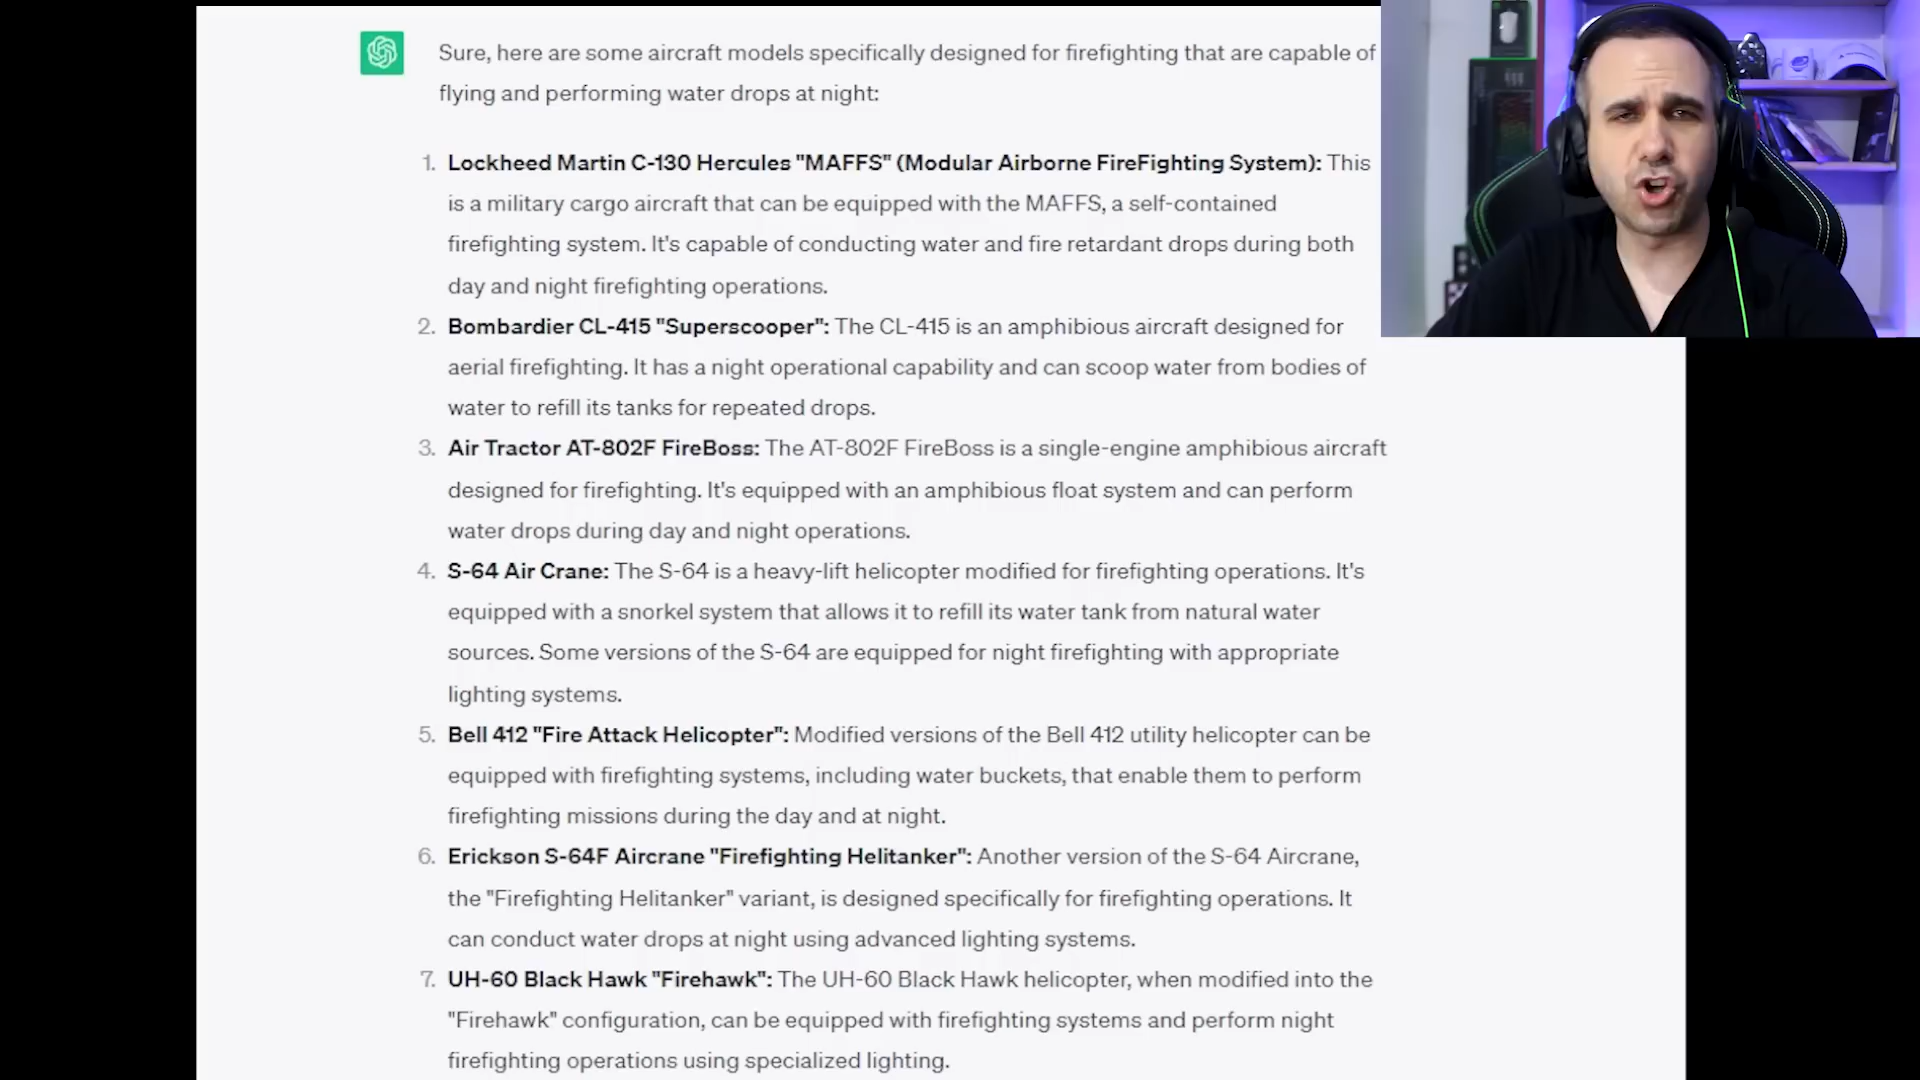 Sure, here are some aircraft models specifically designed for firefighting that are capable of
flying and performing water drops at night:
1. Lockheed Martin C-130 Hercules "MAFFS" (Modular Airborne FireFighting System): This
is a military cargo aircraft that can be equipped with the MAFFS, a self-contained
firefighting system. It's capable of conducting water and fire retardant drops during both
day and night firefighting operations.
2. Bombardier CL-415 "Superscooper": The CL-415 is an amphibious aircraft designed for
aerial firefighting. It has a night operational capability and can scoop water from bodies of
water to refill its tanks for repeated drops.
3. Air Tractor AT-802F FireBoss: The AT-802F FireBoss is a single-engine amphibious aircraft
designed for firefighting. It's equipped with an amphibious float system and can perform
water drops during day and night operations.
4. S-64 Air Crane: The S-64 is a heavy-lift helicopter modified for firefighting operations. It's
equipped with a snorkel system that allows it to refill its water tank from natural water
sources. Some versions of the S-64 are equipped for night firefighting with appropriate
lighting systems.
5. Bell 412 "Fire Attack Helicopter": Modified versions of the Bell 412 utility helicopter can be
equipped with firefighting systems, including water buckets, that enable them to perform
firefighting missions during the day and at night.
6. Erickson S-64F Aircrane "Firefighting Helitanker": Another version of the S-64 Aircrane,
the "Firefighting Helitanker" variant, is designed specifically for firefighting operations. It
can conduct water drops at night using advanced lighting systems.
7. UH-60 Black Hawk "Firehawk": The UH-60 Black Hawk helicopter, when modified into the
"Firehawk" configuration, can be equipped with firefighting systems and perform night
firefighting operations using specialized lighting.